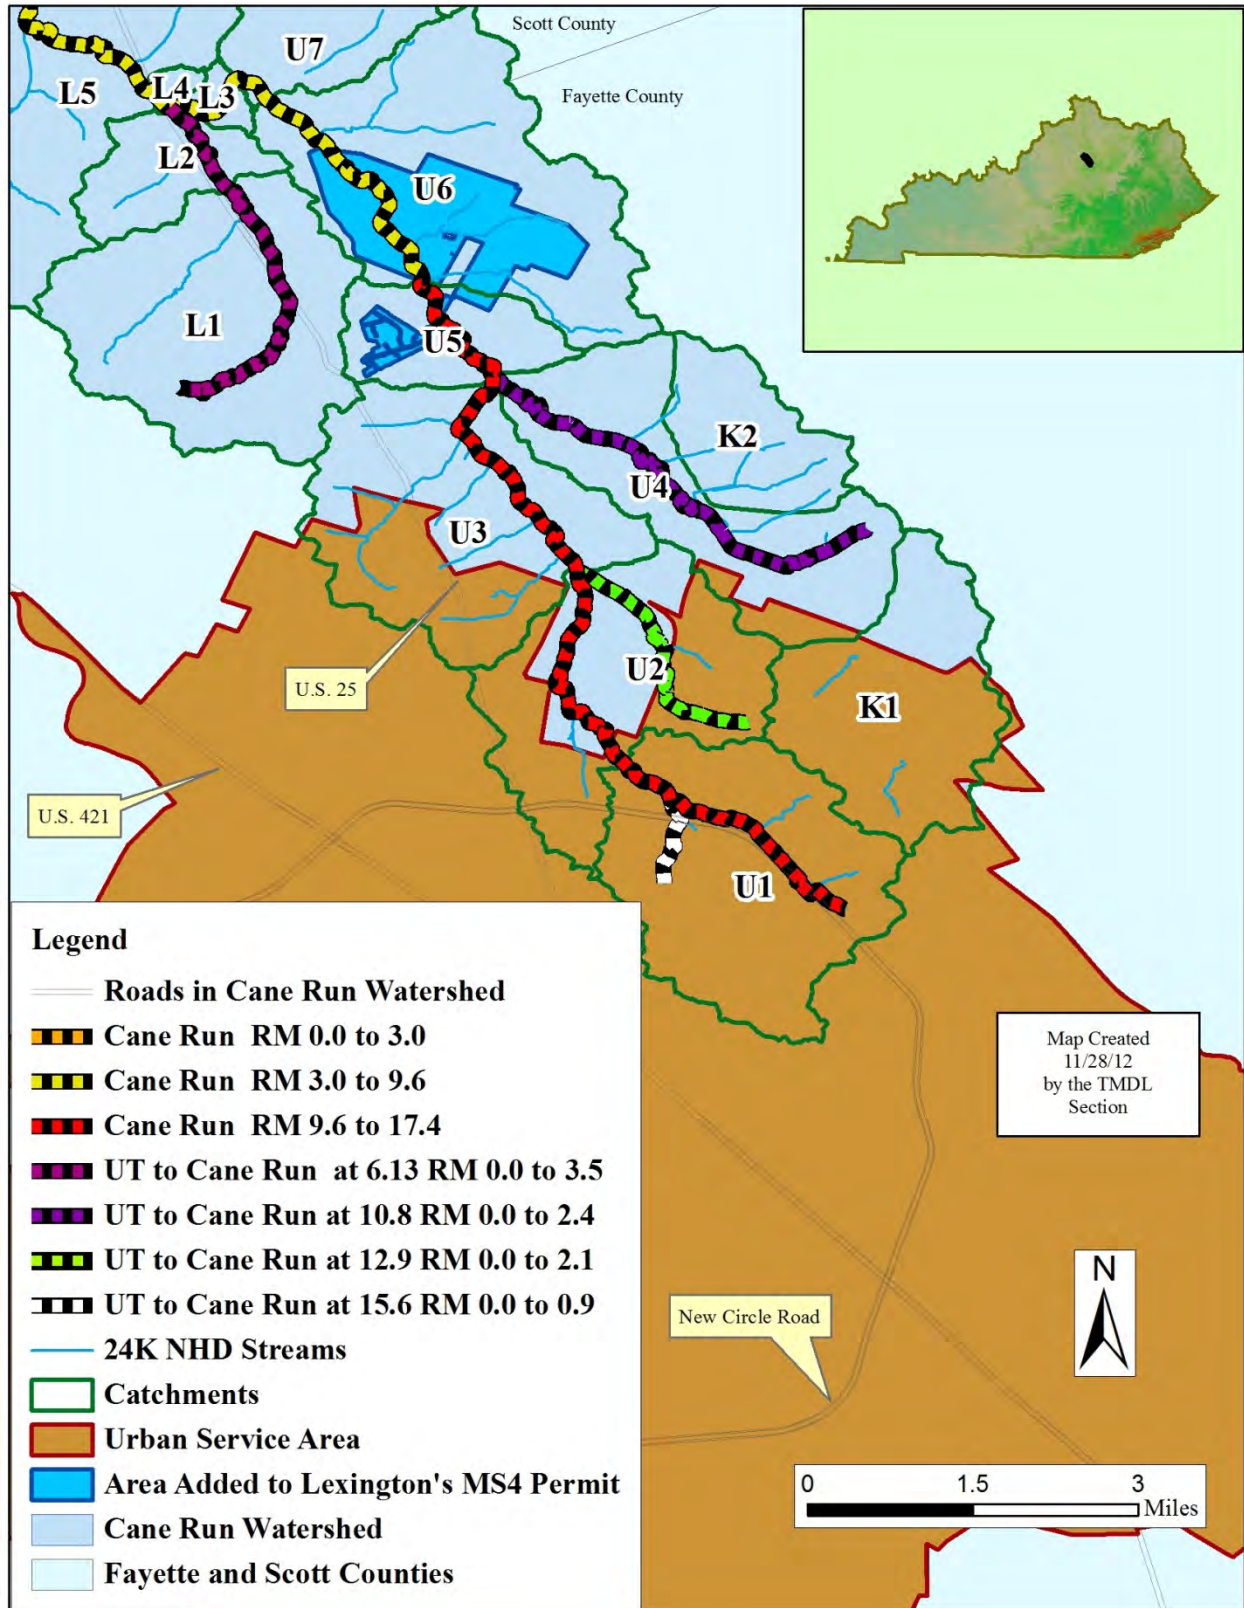 Scott County
U7
Fayette County
L5
L4
L3
L2
U6
L1
U5
K2
U4
U3
U.S. 25
U2
K1
U.S. 421
U1
Legend
Roads in Cane Run Watershed
Cane Run RM 0.0 to 3.0
Cane Run RM 3.0 to 9.6
Cane Run RM 9.6 to 17.4
UT to Cane Run at 6.13 RM 0.0 to 3.5
UT to Cane Run at 10.8 RM 0.0 to 2.4
UT to Cane Run at 12.9 RM 0.0 to 2.1
UT to Cane Run at 15.6 RM 0.0 to 0.9
24K NHD Streams
Catchments
Urban Service Area
Area Added to Lexington's MS4 Permit
Cane Run Watershed
Fayette and Scott Counties
Map Created
11/28/12
by the TMDL
Section
New Circle Road
N
0 1.5 3
Miles